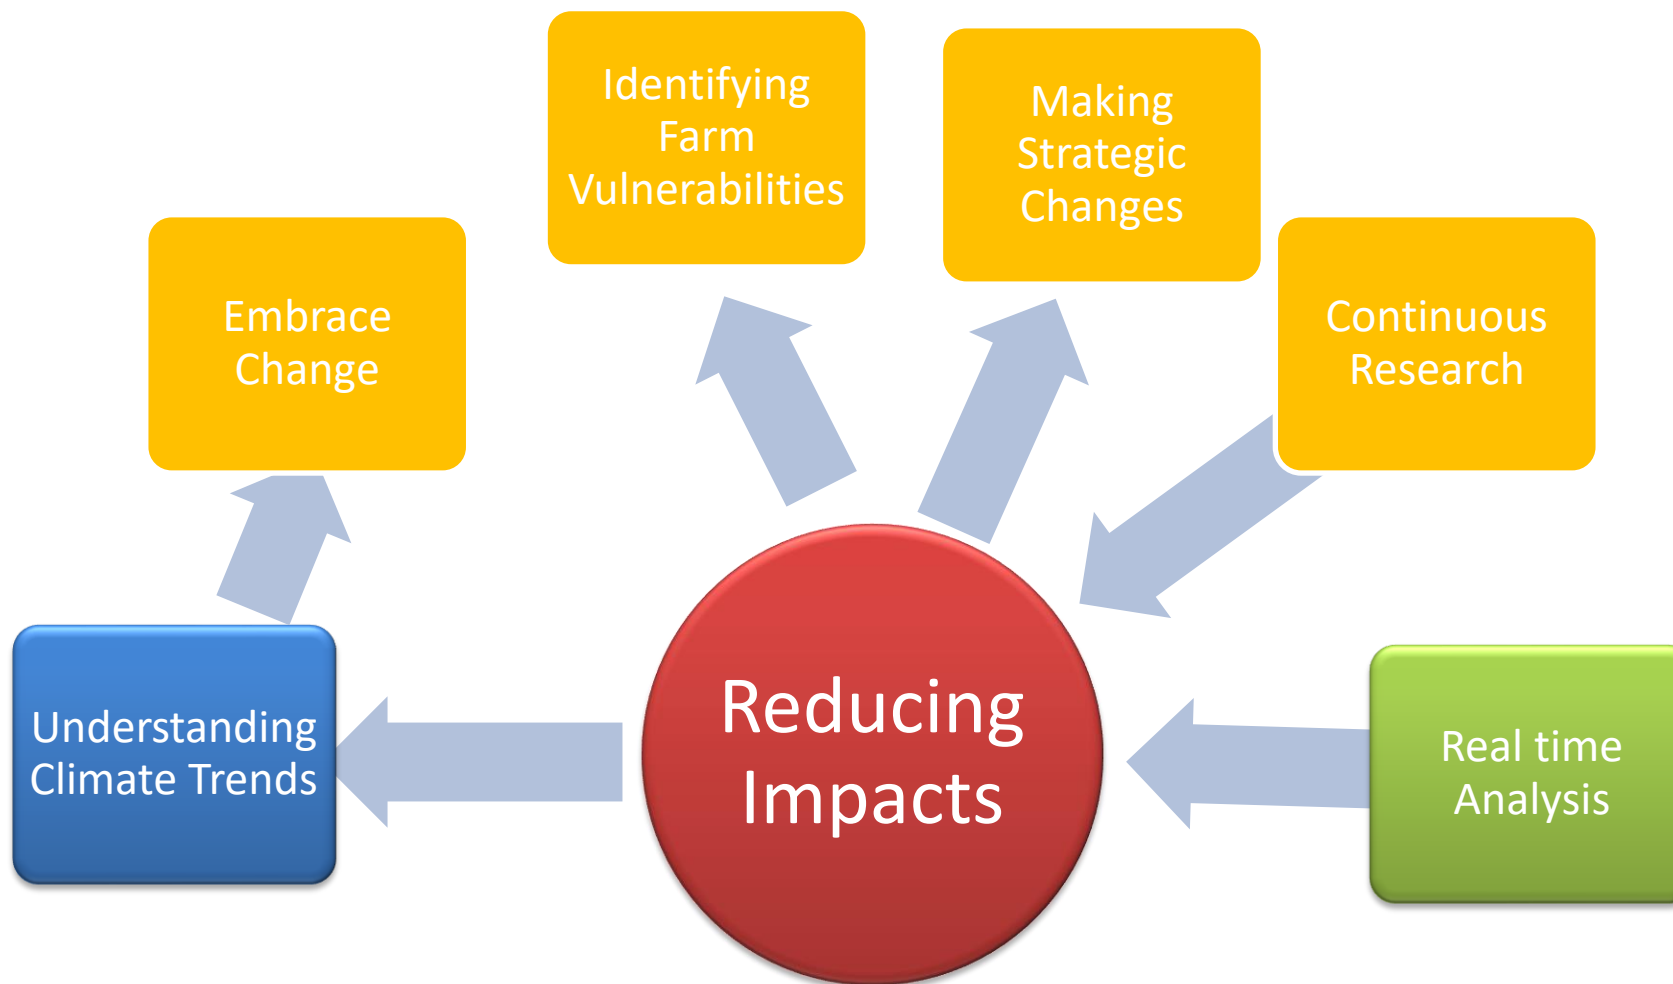 Identifying
Farm
Vulnerabilities
Making
Strategic
Changes
Embrace
Change
Continuous
Research
Understanding
Climate Trends
Reducing
Impacts
Real time
Analysis